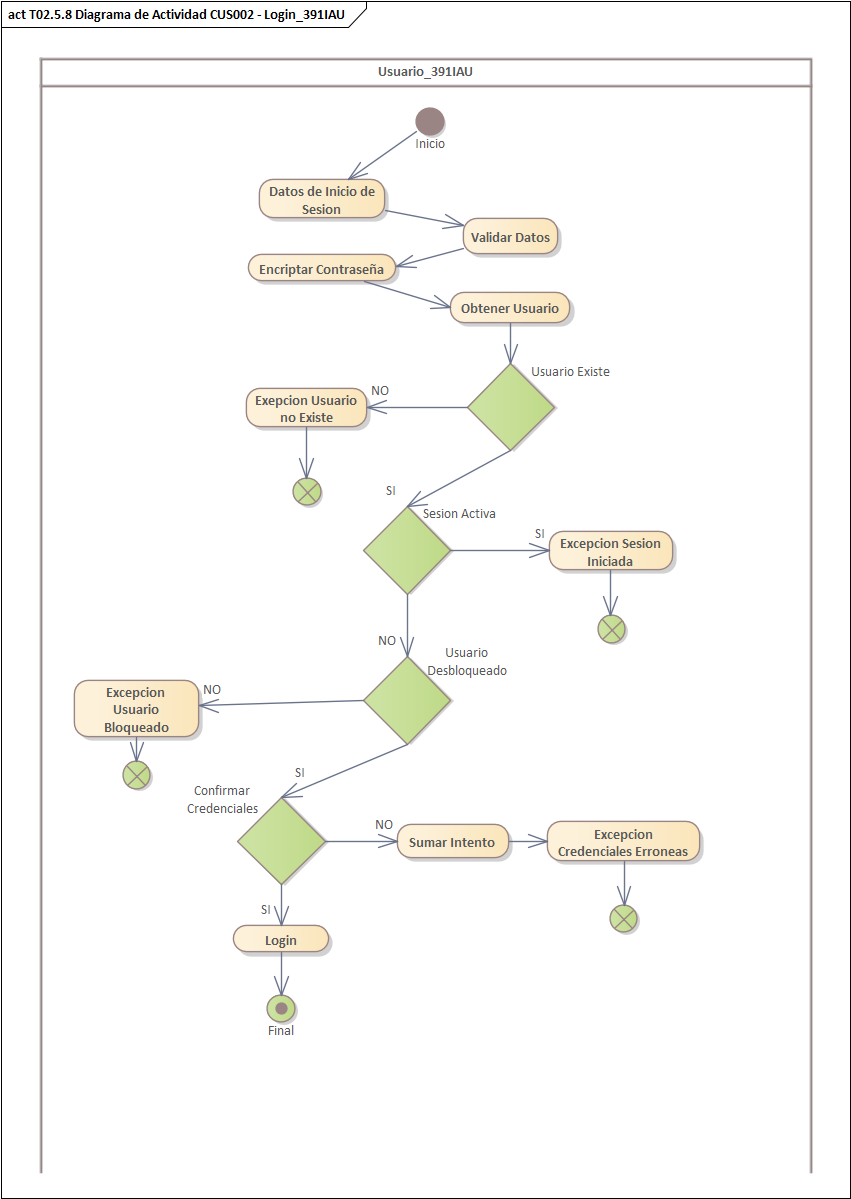 act T02.5.8 Diagrama de Actividad CUS002 - Login_391IAU
Usuario_391IAU
Inicio
Datos de Inicio de
Sesion
Validar Datos
Encriptar Contraseña
Obtener Usuario
Usuario Existe
NO
Exepcion Usuario
no Existe
SI
Sesion Activa
SI
Excepcion Sesion
Iniciada
NO
Usuario
Desbloqueado
NO
Excepcion
Usuario
Bloqueado
SI
Confirmar
Credenciales
NO
Sumar Intento
Excepcion
Credenciales Erroneas
SI
Login
Final